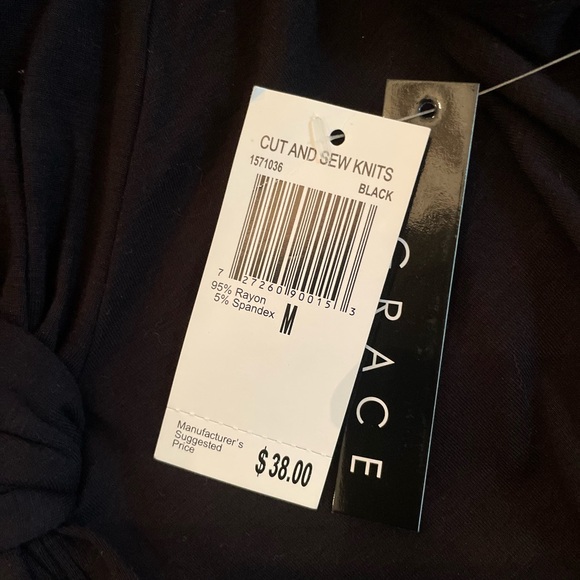 CUT AND SEW KNITS
1571036
BLACK
7 27260 90015 3
95% Rayon
5% Spandex
M
Manufacturer's
Suggested
Price
$38.00
GRACE